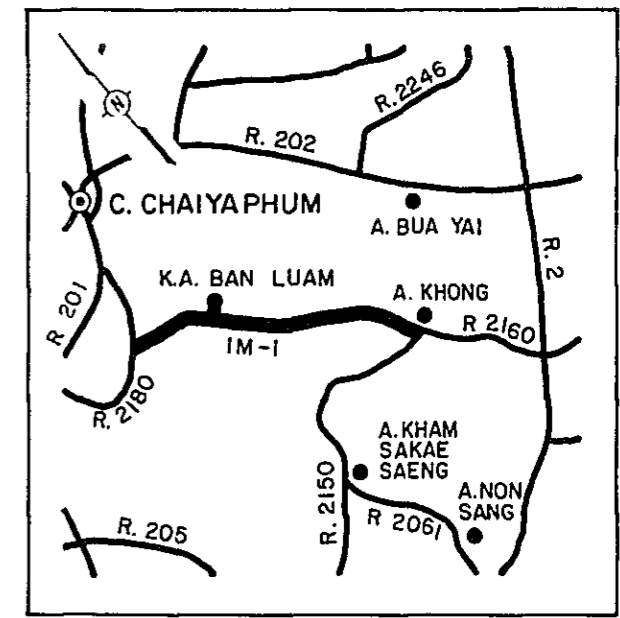 N
R. 2246
R. 202
C. CHAIYAPHUM
A. BUA YAI
R. 2
K.A. BAN LUAM
A. KHONG
R 201
R 2160
IM-I
R. 2180
A. KHAM
SAKAE
SAENG
R. 2150
A. NON
SANG
R 2061
R. 205